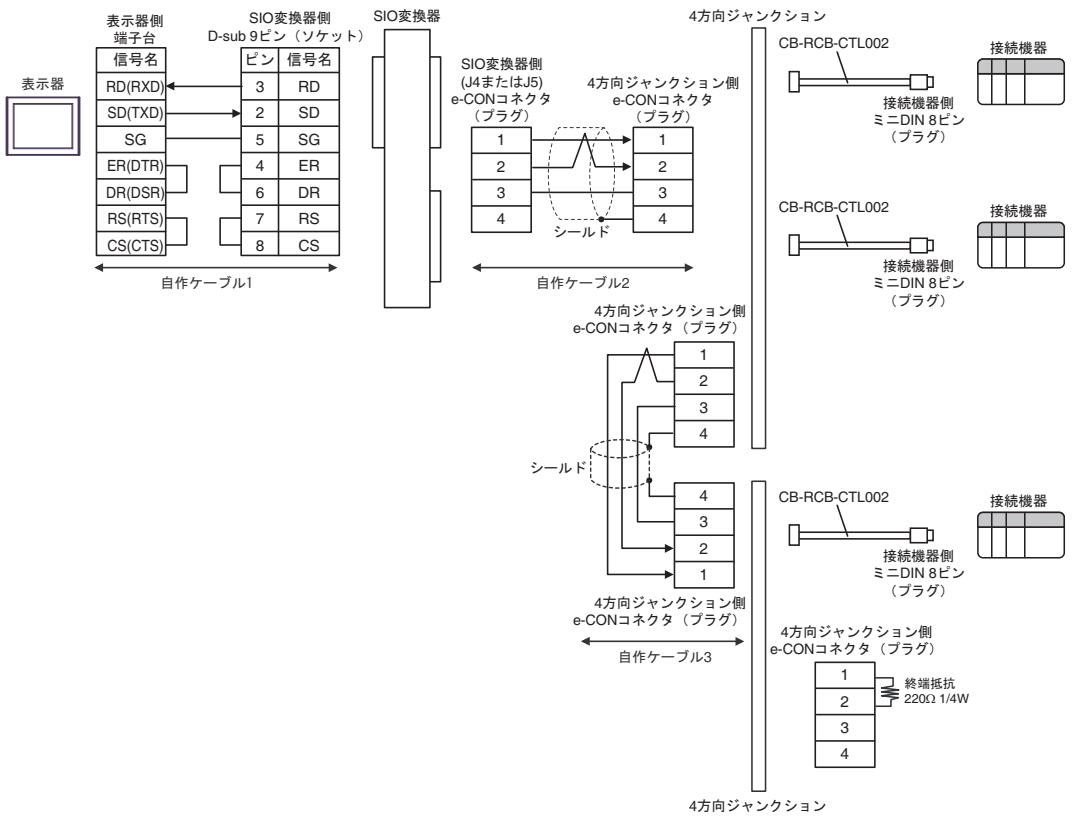 表示器
表示器側
端子台
信号名
RD(RXD)
SD(TXD)
SG
ER(DTR)
DR(DSR)
RS(RTS)
CS(CTS)
SIO変換器側
D-sub 9ピン（ソケット）
ピン 信号名
3 RD
2 SD
5 SG
4 ER
6 DR
7 RS
8 CS
自作ケーブル1
SIO変換器
SIO変換器側
(J4またはJ5)
e-CONコネクタ
（プラグ）
1
2
3
4
4方向ジャンクション側
e-CONコネクタ
（プラグ）
1
2
3
4
シールド
自作ケーブル2
4方向ジャンクション
CB-RCB-CTL002
接続機器側
ミニDIN 8ピン
（プラグ）
接続機器
CB-RCB-CTL002
接続機器側
ミニDIN 8ピン
（プラグ）
接続機器
4方向ジャンクション側
e-CONコネクタ（プラグ）
1
2
3
4
シールド
4
3
2
1
4方向ジャンクション側
e-CONコネクタ（プラグ）
自作ケーブル3
CB-RCB-CTL002
接続機器側
ミニDIN 8ピン
（プラグ）
接続機器
4方向ジャンクション側
e-CONコネクタ（プラグ）
1
2
3
4
終端抵抗
220Ω 1/4W
4方向ジャンクション